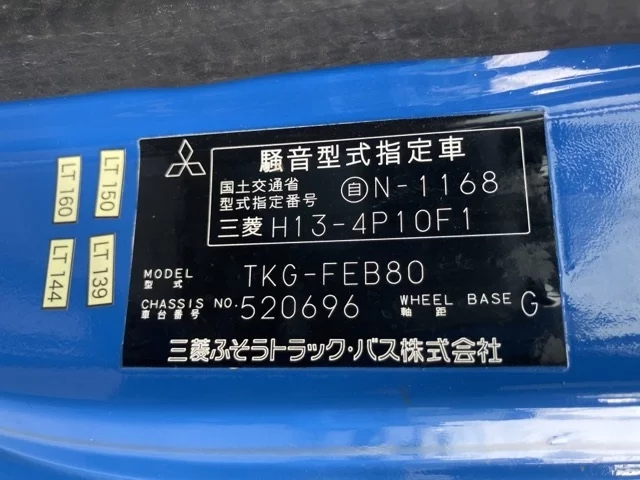 騒音型式指定車
国土交通省
型式指定番号 自 N-1168
三菱 H13-4P10F1
MODEL
型式 TKG-FEB80
CHASSIS NO.
車台番号 520696 WHEEL BASE
軸距 G
三菱ふそうトラック・バス株式会社
LT 160
LT 150
LT 144
LT 139